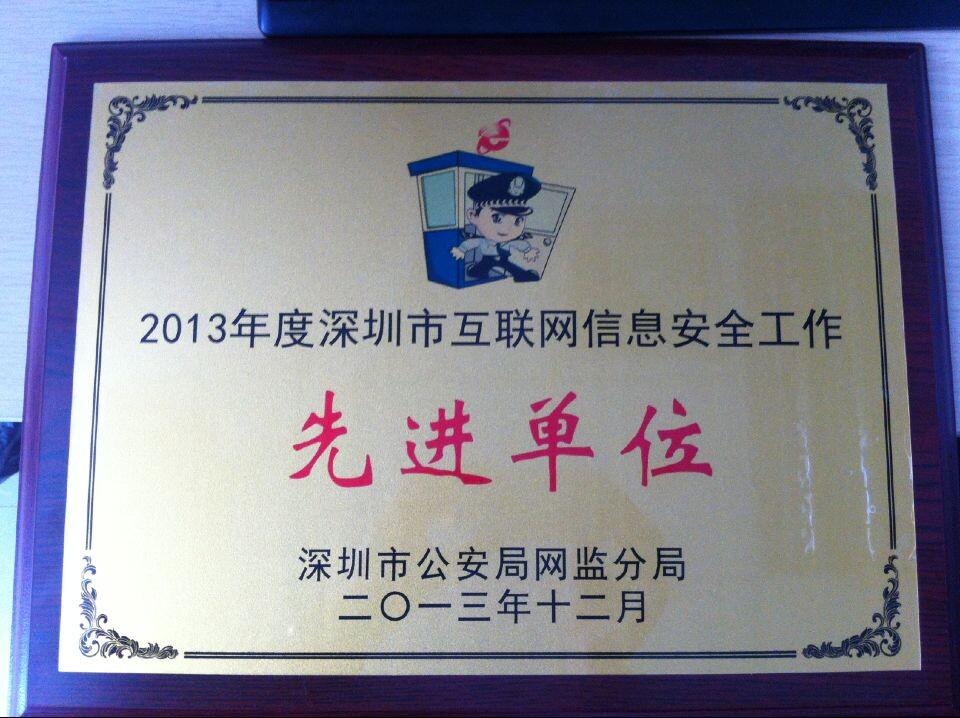 2013年度深圳市互联网信息安全工作
先进单位
深圳市公安局网监分局
二〇一三年十二月